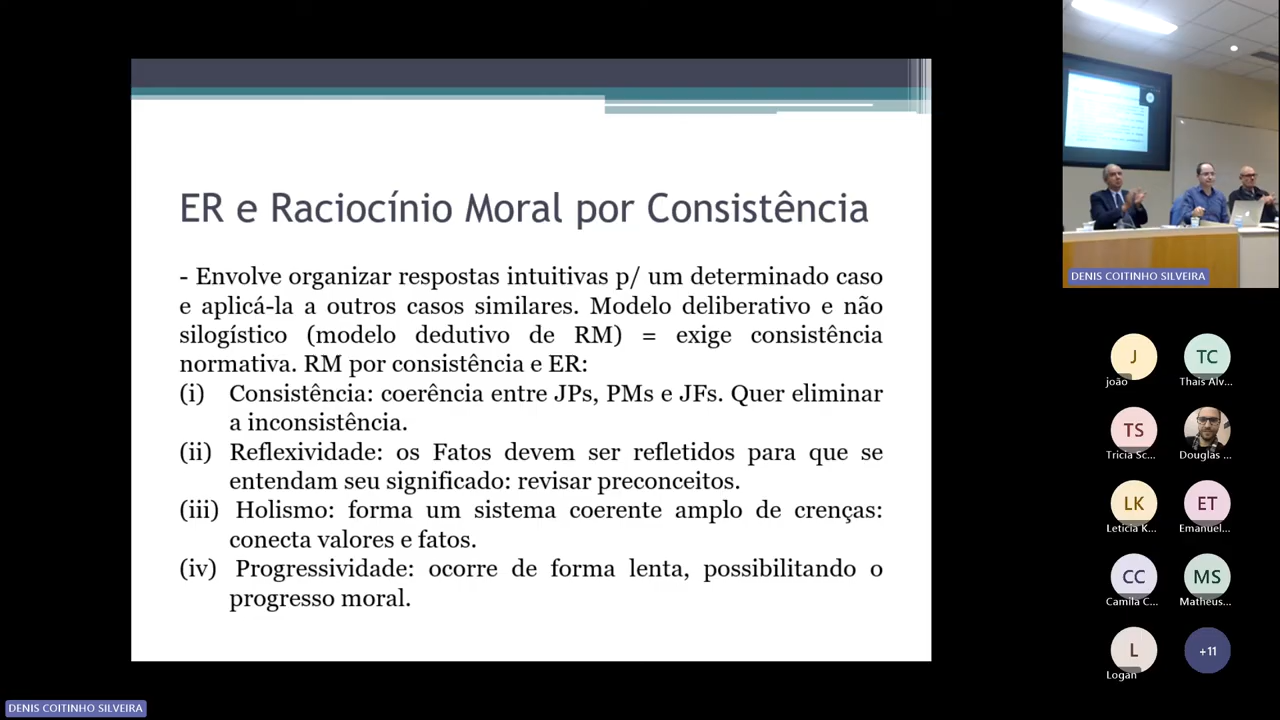 ER e Raciocínio Moral por Consistência
- Envolve organizar respostas intuitivas p/ um determinado caso
e aplicá-la a outros casos similares. Modelo deliberativo e não
silogístico (modelo dedutivo de RM) = exige consistência
normativa. RM por consistência e ER:
(i) Consistência: coerência entre JPs, PMs e JFs. Quer eliminar
a inconsistência.
(ii) Reflexividade: os Fatos devem ser refletidos para que se
entendam seu significado: revisar preconceitos.
(iii) Holismo: forma um sistema coerente amplo de crenças:
conecta valores e fatos.
(iv) Progressividade: ocorre de forma lenta, possibilitando o
progresso moral.
DENIS COITINHO SILVEIRA
J
joão
TC
Thais Alv...
TS
Tricia Sc...
Douglas ...
LK
Leticia K...
ET
Emanuel...
CC
Camila C...
MS
Matheus...
L
Logan
+11
DENIS COITINHO SILVEIRA